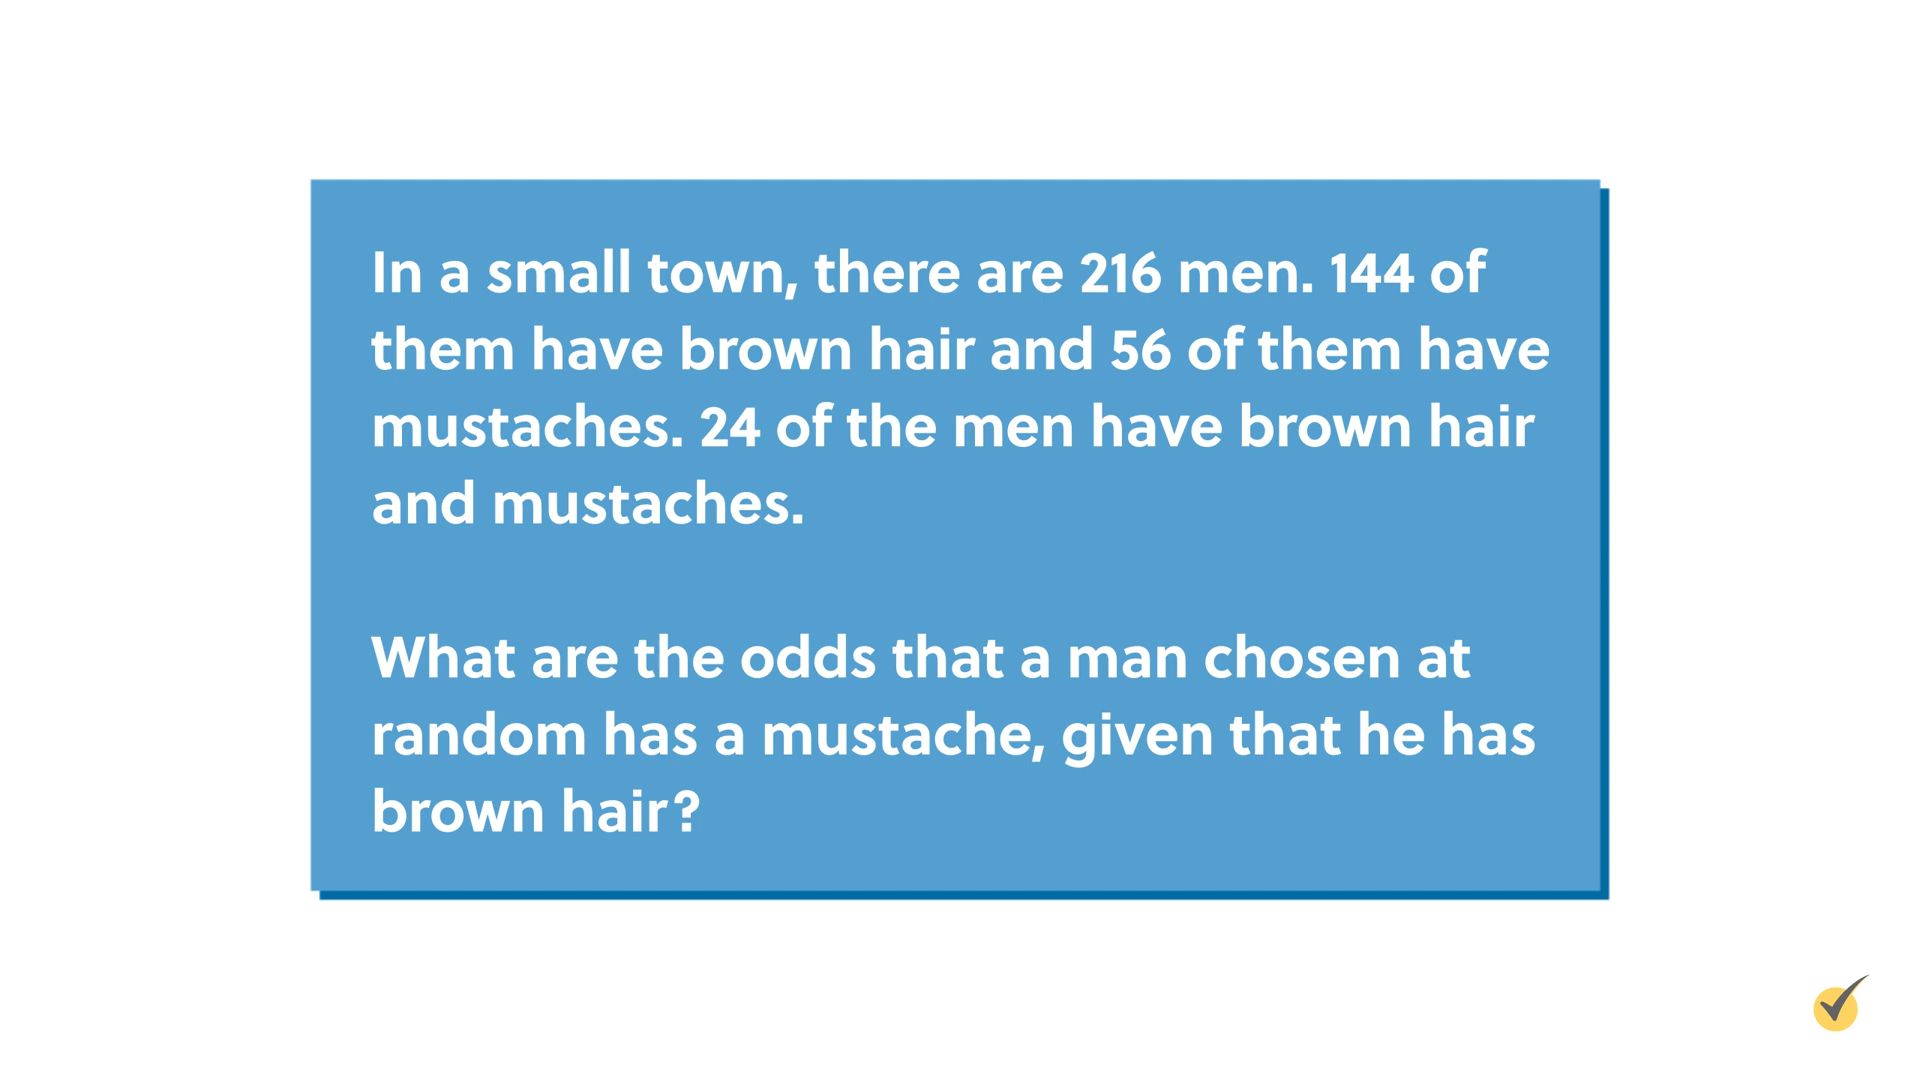 In a small town, there are 216 men. 144 of
them have brown hair and 56 of them have
mustaches. 24 of the men have brown hair
and mustaches.
What are the odds that a man chosen at
random has a mustache, given that he has
brown hair?